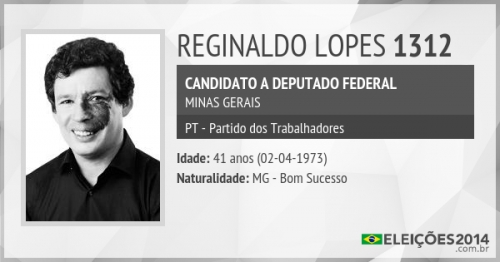 REGINALDO LOPES 1312
CANDIDATO A DEPUTADO FEDERAL
MINAS GERAIS
PT - Partido dos Trabalhadores
Idade: 41 anos (02-04-1973)
Naturalidade: MG - Bom Sucesso
ELEIÇÕES2014
.com.br